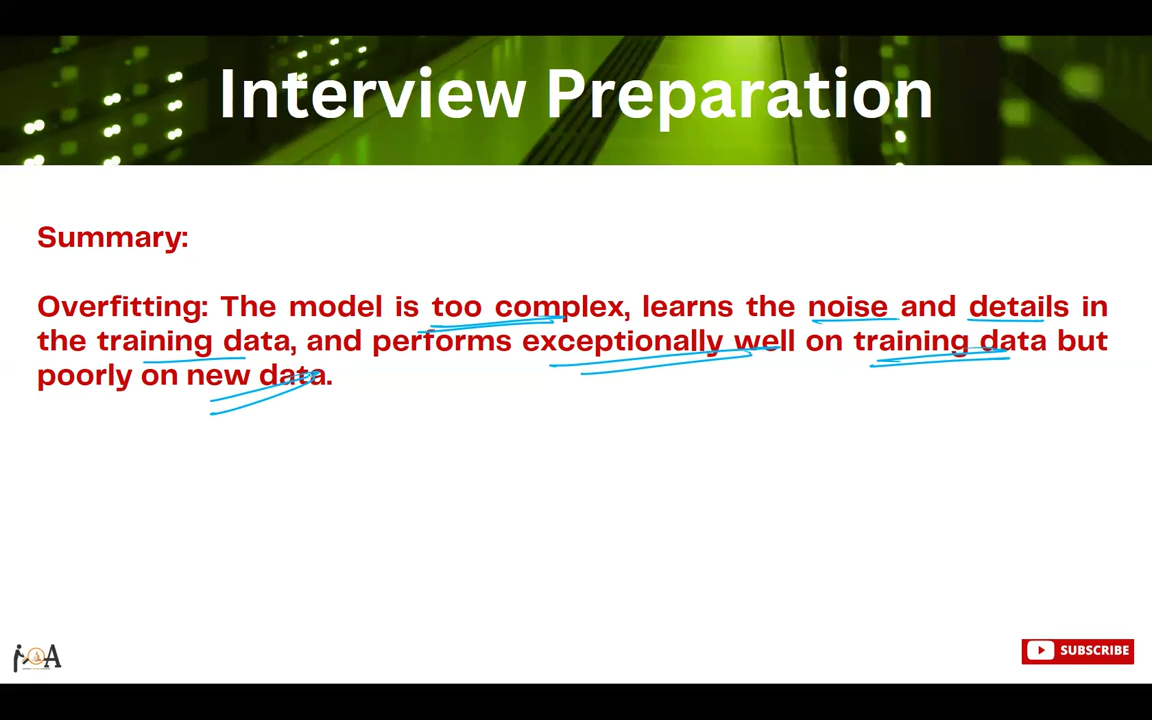 Interview Preparation
Summary:
Overfitting: The model is too complex, learns the noise and details in
the training data, and performs exceptionally well on training data but
poorly on new data.
A
SUBSCRIBE